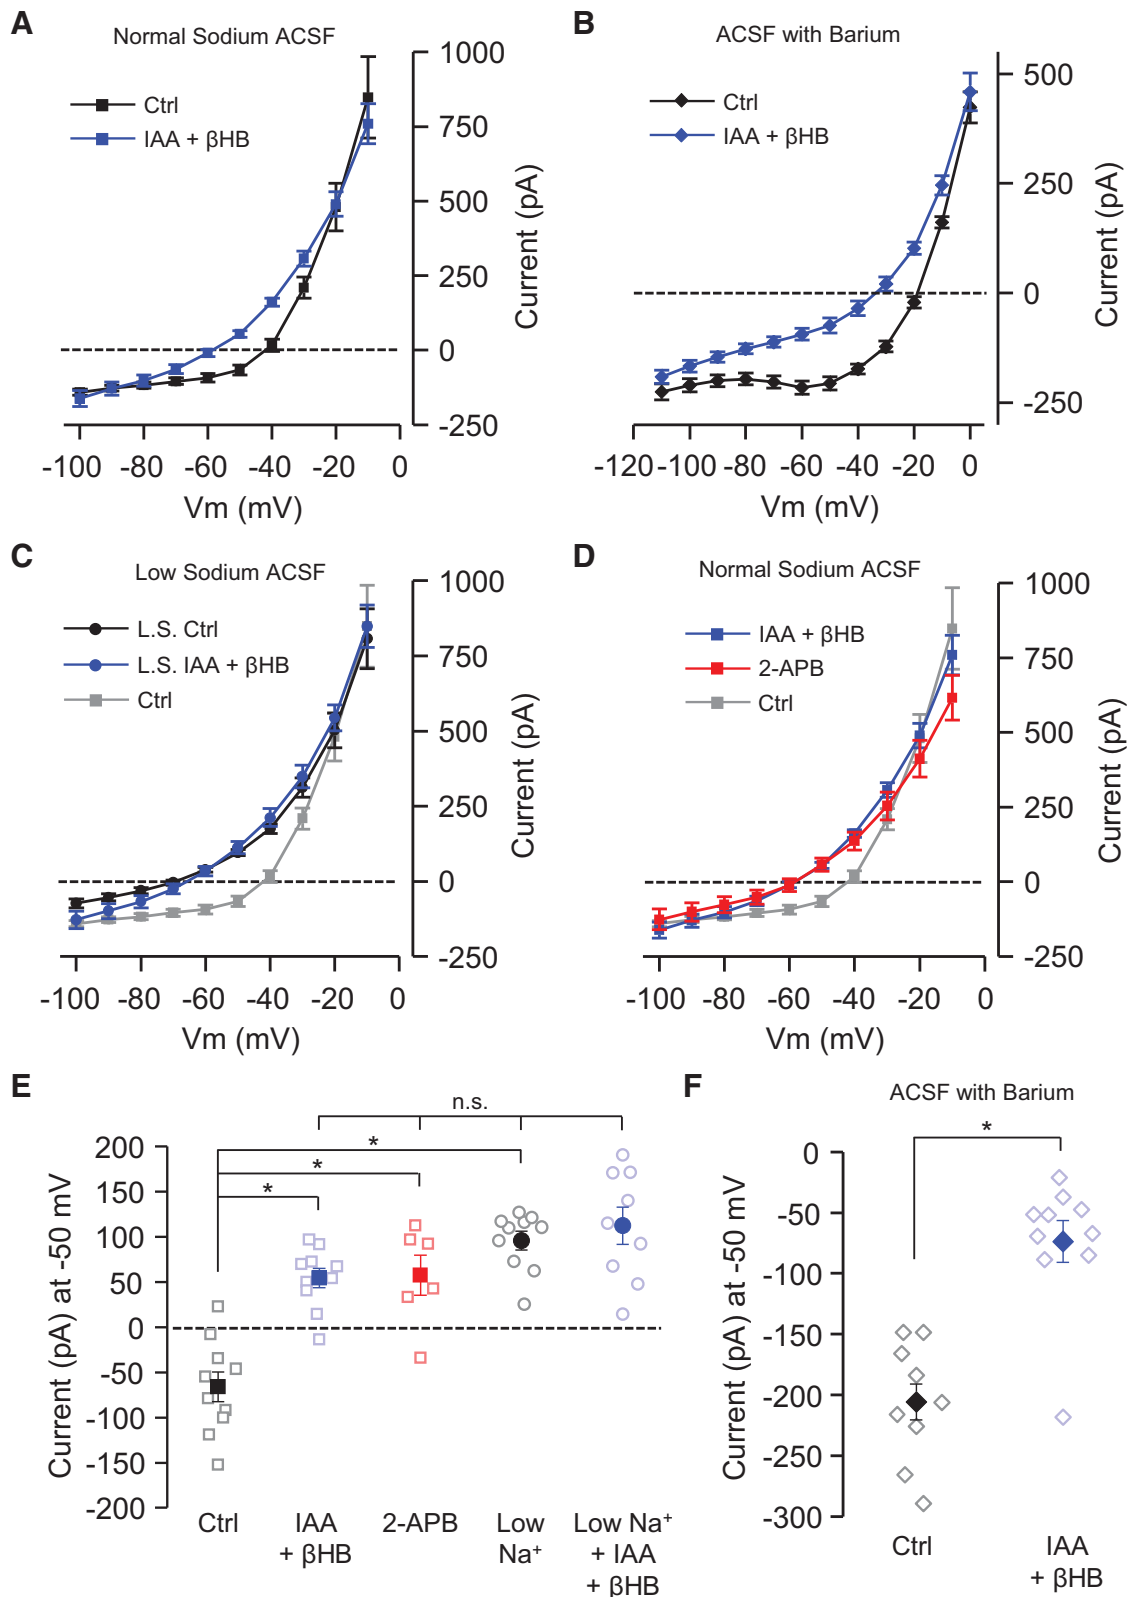 A
Normal Sodium ACSF
Ctrl
IAA + βHB
1000
750
500
250
0
-250
Current (pA)
-100 -80 -60 -40 -20 0
Vm (mV)
B
ACSF with Barium
Ctrl
IAA + βHB
500
250
0
-250
Current (pA)
-120 -100 -80 -60 -40 -20 0
Vm (mV)
C
Low Sodium ACSF
L.S. Ctrl
L.S. IAA + βHB
Ctrl
1000
750
500
250
0
-250
Current (pA)
-100 -80 -60 -40 -20 0
Vm (mV)
D
Normal Sodium ACSF
IAA + βHB
2-APB
Ctrl
1000
750
500
250
0
-250
Current (pA)
-100 -80 -60 -40 -20 0
Vm (mV)
E
n.s.
*
*
*
Current (pA) at -50 mV
200
150
100
50
0
-50
-100
-150
-200
Ctrl
IAA
+ βHB
2-APB
Low
Na⁺
Low Na⁺
+ IAA
+ βHB
F
ACSF with Barium
*
Current (pA) at -50 mV
0
-50
-100
-150
-200
-250
-300
Ctrl
IAA
+ βHB